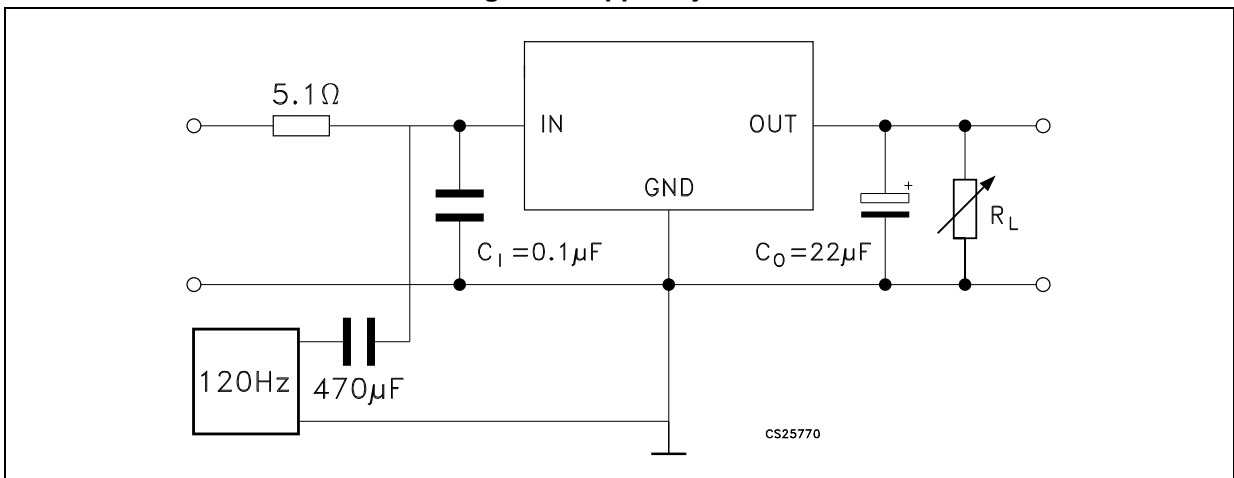 5.1Ω
IN
OUT
GND
C_I=0.1µF
C_O=22µF
R_L
120Hz
470µF
CS25770